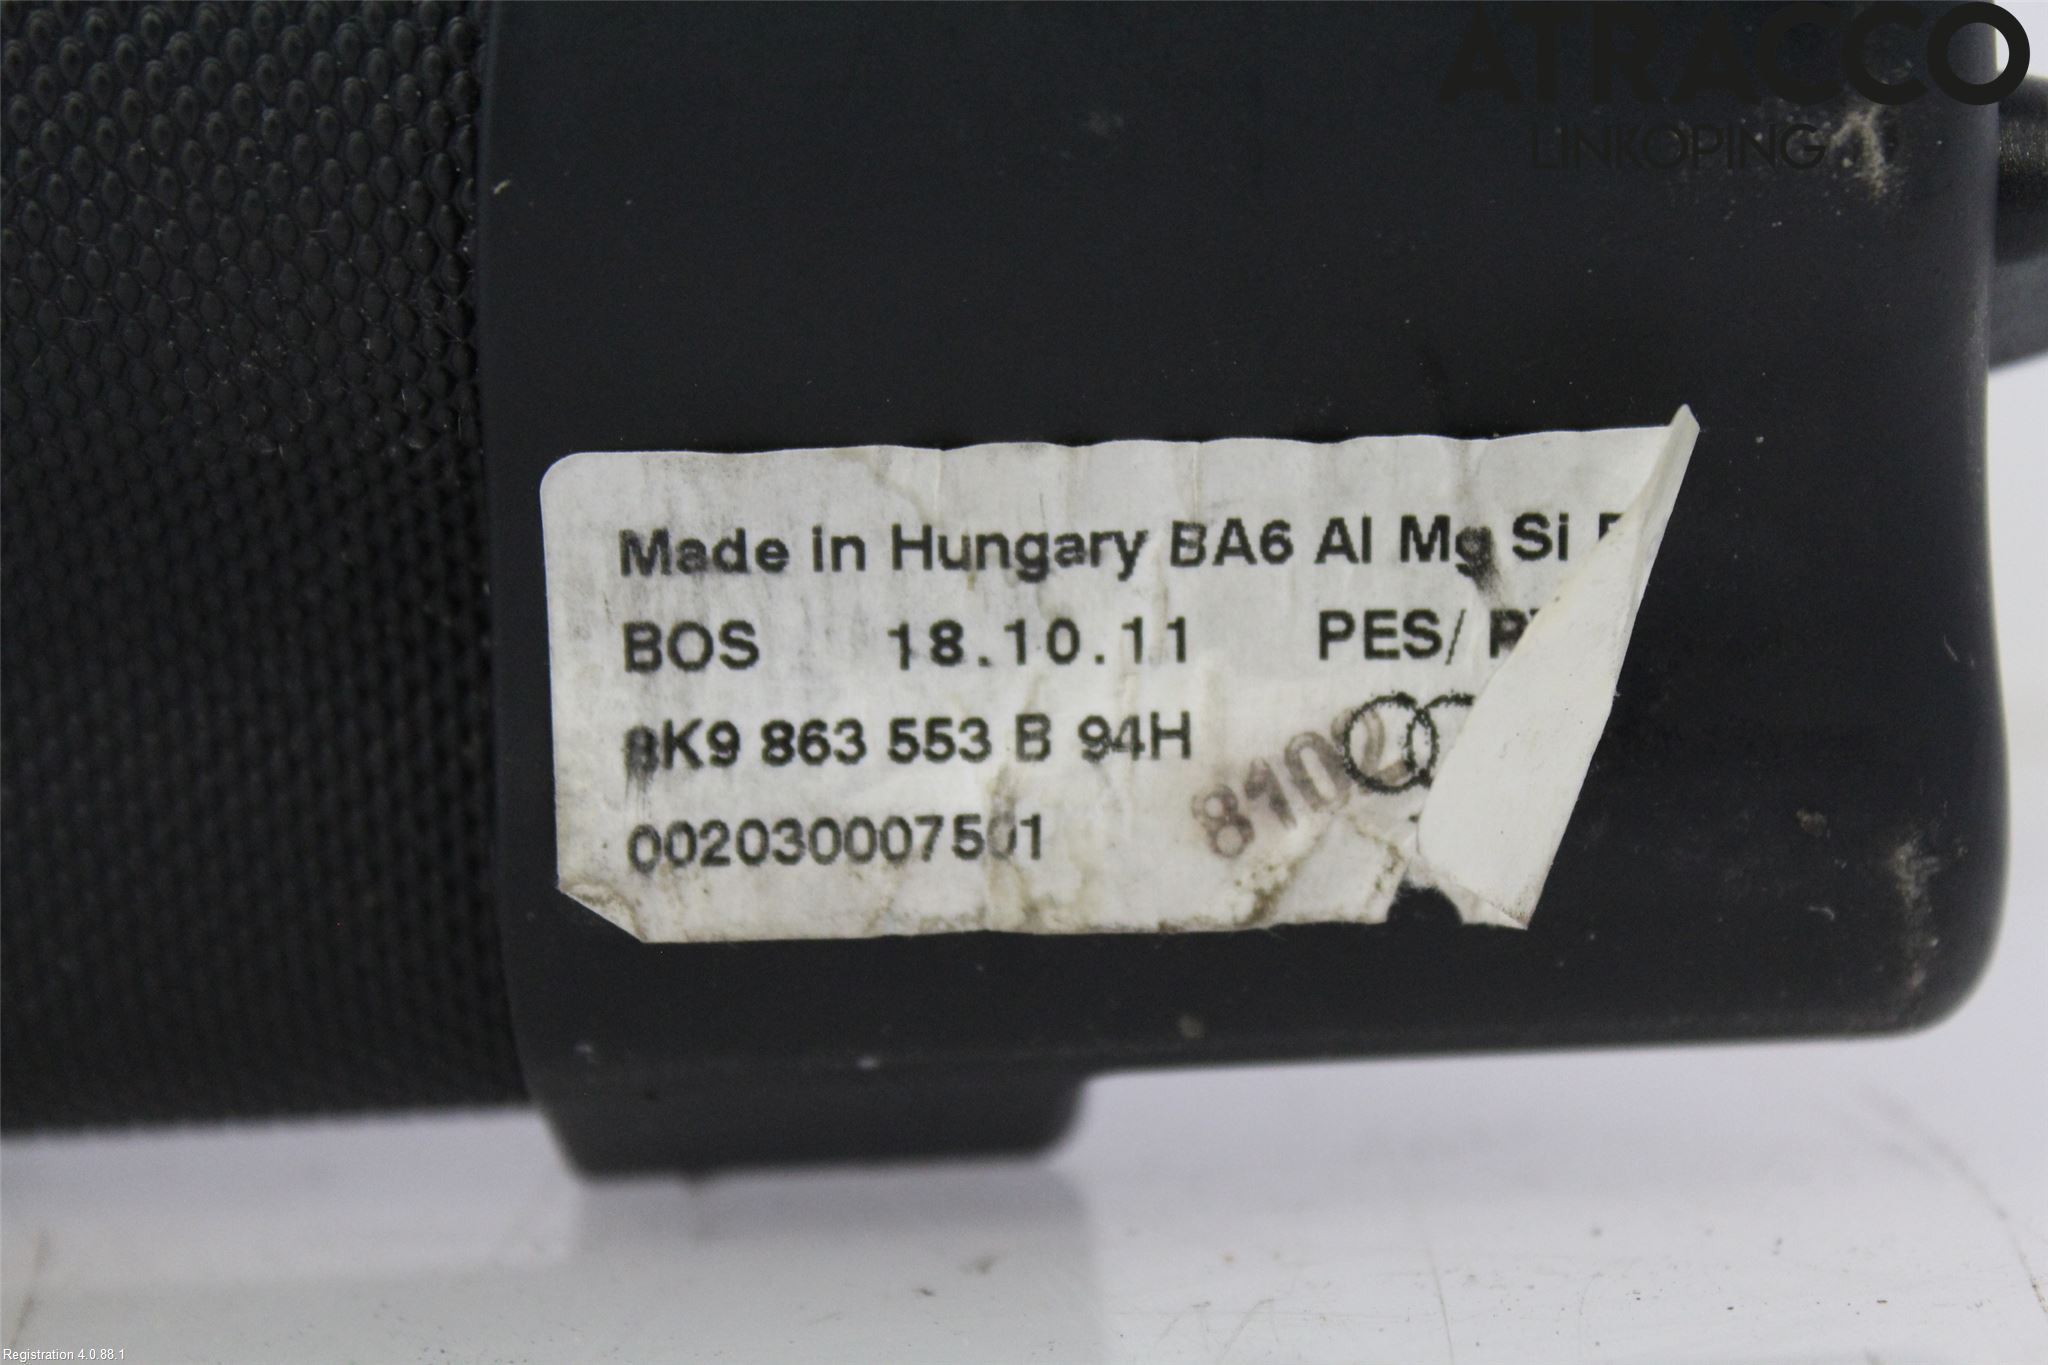 ATRACCO
LINKÖPING
Made in Hungary BA6 Al Mg Si
BOS 18.10.11 PES/
8K9 863 553 B 94H
002030007501
Registration 4.0.88.1